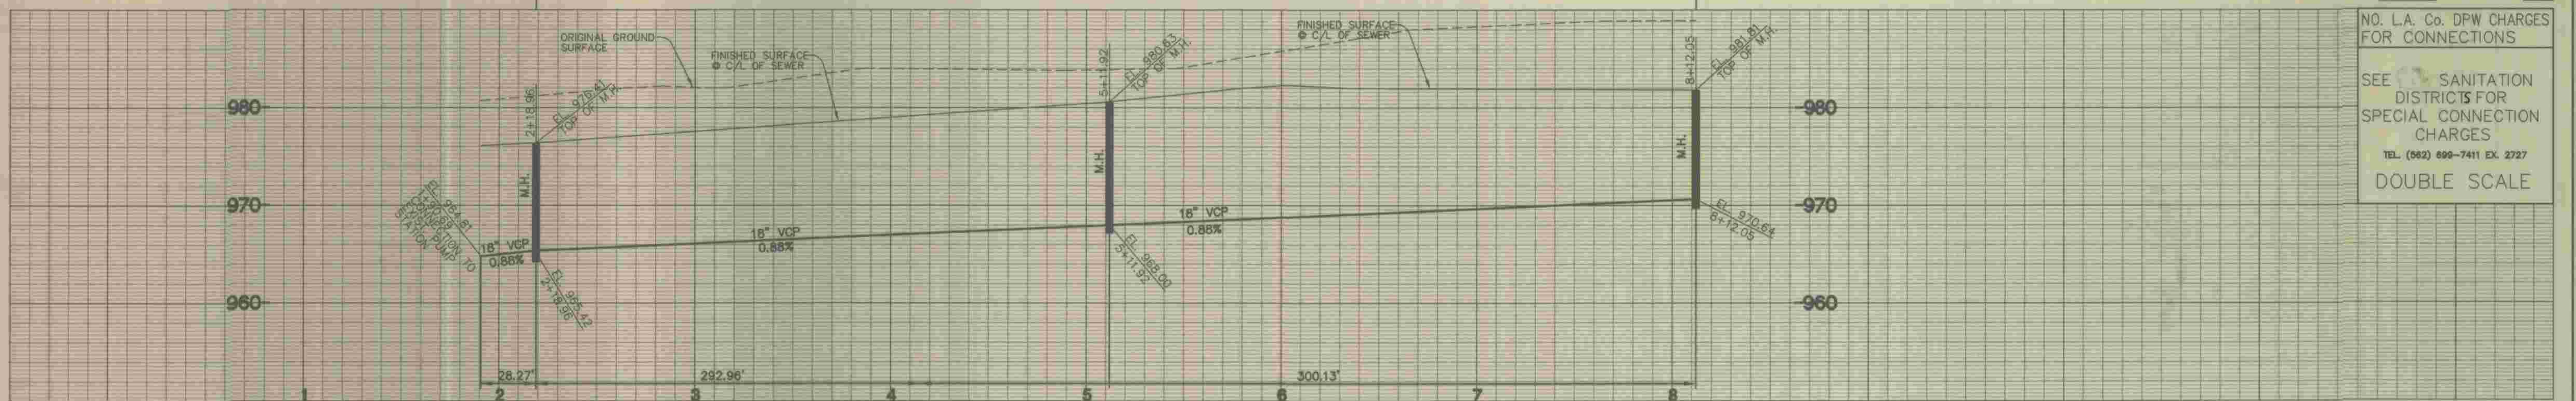 ORIGINAL GROUND
SURFACE
FINISHED SURFACE
@ C/L OF SEWER
FINISHED SURFACE
@ C/L OF SEWER
980
970
960
2+18.96
EL 976.41
TOP OF M.H.
M.H.
5+11.92
EL 980.63
TOP OF M.H.
M.H.
8+12.05
EL 981.81
TOP OF M.H.
M.H.
980
970
960
EL 964.81
CONNECTION TO
EXIST. PUMP
STATION
18" VCP
0.88%
EL 965.42
2+18.96
18" VCP
0.88%
EL 968.00
5+11.92
18" VCP
0.88%
EL 970.64
8+12.05
28.27'
292.96'
300.13'
1 2 3 4 5 6 7 8
NO. L.A. Co. DPW CHARGES
FOR CONNECTIONS
SEE SANITATION
DISTRICTS FOR
SPECIAL CONNECTION
CHARGES
TEL. (562) 699-7411 EX. 2727
DOUBLE SCALE